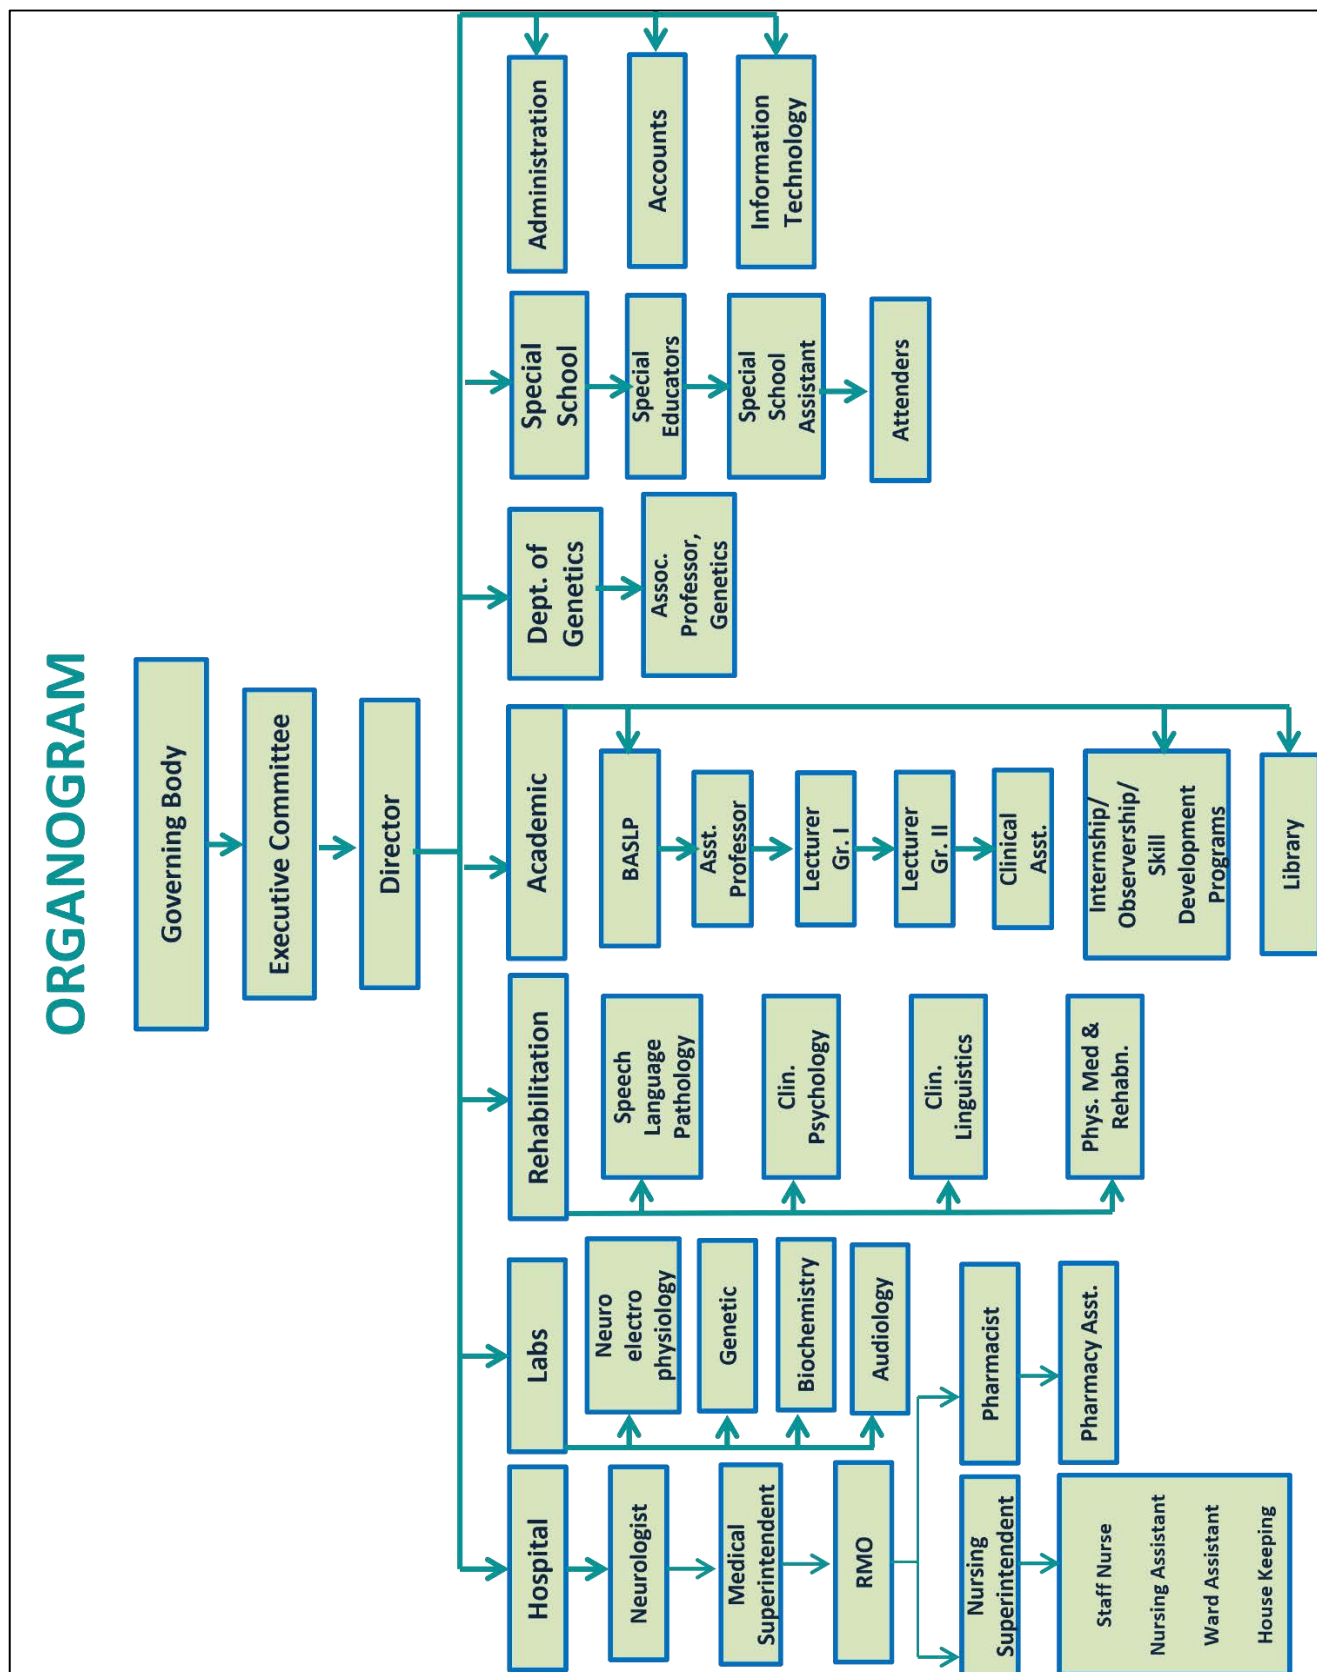 ORGANOGRAM
Governing Body
Executive Committee
Director
Hospital
Neurologist
Medical
Superintendent
RMO
Nursing
Superintendent
Staff Nurse
Nursing Assistant
Ward Assistant
House Keeping
Pharmacist
Pharmacy Asst.
Labs
Neuro
electro
physiology
Genetic
Biochemistry
Audiology
Rehabilitation
Speech
Language
Pathology
Clin.
Psychology
Clin.
Linguistics
Phys. Med &
Rehabn.
Academic
BASLP
Asst.
Professor
Lecturer
Gr. I
Lecturer
Gr. II
Clinical
Asst.
Internship/
Observership/
Skill
Development
Programs
Library
Dept. of
Genetics
Assoc.
Professor,
Genetics
Special
School
Special
Educators
Special
School
Assistant
Attenders
Administration
Accounts
Information
Technology